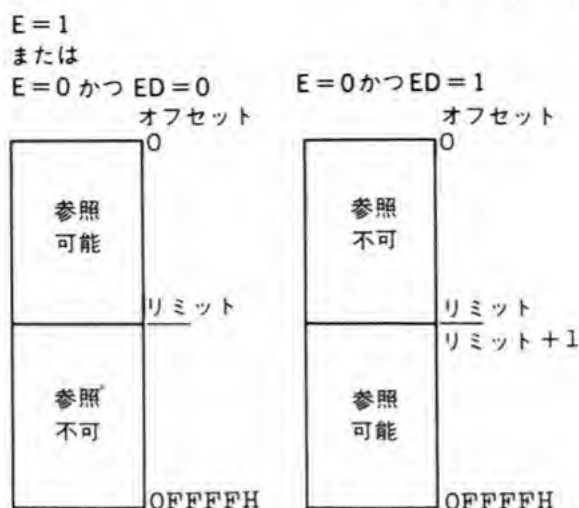 E＝1
または
E＝0 かつ ED＝0
オフセット
0
参照
可能
リミット
参照
不可
0FFFFH
E＝0かつED＝1
オフセット
0
参照
不可
リミット
リミット＋1
参照
可能
0FFFFH